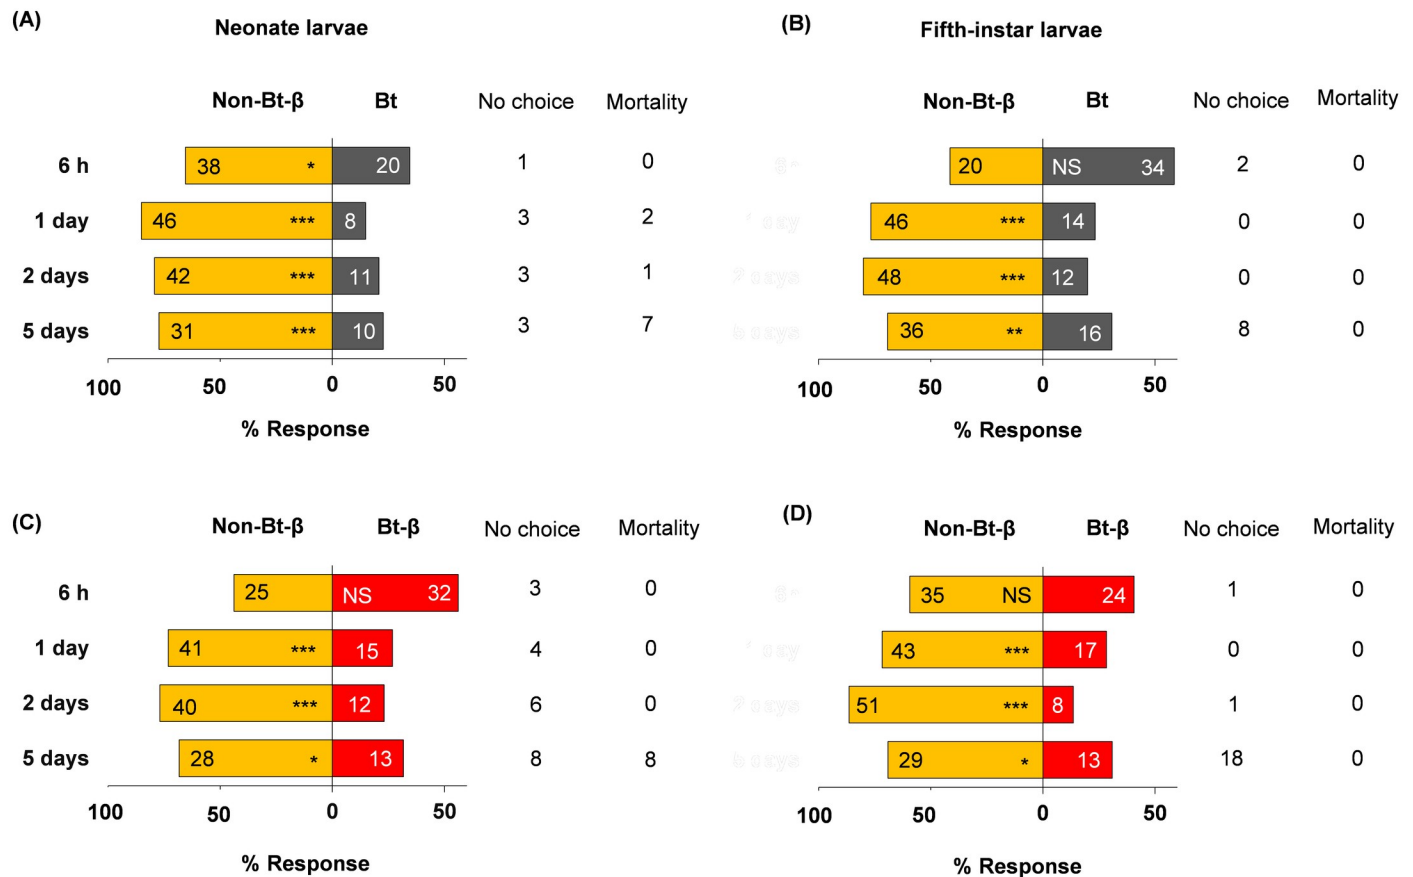 (A) Neonate larvae
Non-Bt-β Bt No choice Mortality
6 h 38 * 20 1 0
1 day 46 *** 8 3 2
2 days 42 *** 11 3 1
5 days 31 *** 10 3 7
100 50 0 50
% Response
(B) Fifth-instar larvae
Non-Bt-β Bt No choice Mortality
20 NS 34 2 0
46 *** 14 0 0
48 *** 12 0 0
36 ** 16 8 0
100 50 0 50
% Response
(C)
Non-Bt-β Bt-β No choice Mortality
6 h 25 NS 32 3 0
1 day 41 *** 15 4 0
2 days 40 *** 12 6 0
5 days 28 * 13 8 8
100 50 0 50
% Response
(D)
Non-Bt-β Bt-β No choice Mortality
35 NS 24 1 0
43 *** 17 0 0
51 *** 8 1 0
29 * 13 18 0
100 50 0 50
% Response